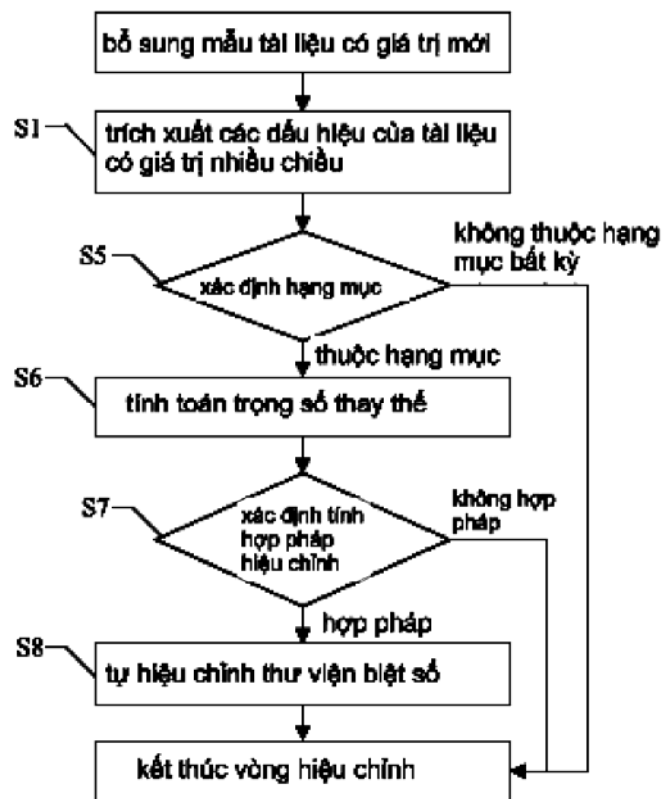 bổ sung mẫu tài liệu có giá trị mới
S1
trích xuất các dấu hiệu của tài liệu
có giá trị nhiều chiều
không thuộc hạng
mục bất kỳ
S5
xác định hạng mục
thuộc hạng mục
S6
tính toán trọng số thay thế
S7
xác định tính
hợp pháp
hiệu chỉnh
không hợp
pháp
hợp pháp
S8
tự hiệu chỉnh thư viện biệt số
kết thúc vòng hiệu chỉnh